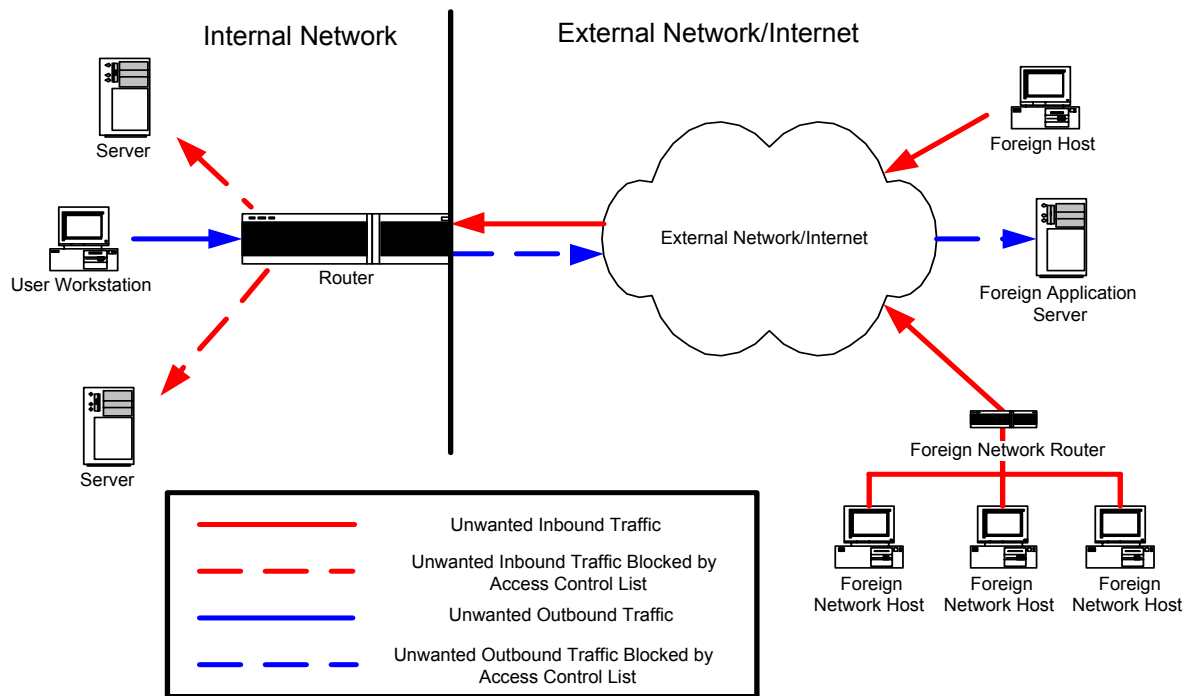 Internal Network
External Network/Internet
Server
Foreign Host
User Workstation
Router
External Network/Internet
Foreign Application
Server
Server
Foreign Network Router
Foreign
Network Host
Foreign
Network Host
Foreign
Network Host
Unwanted Inbound Traffic
Unwanted Inbound Traffic Blocked by
Access Control List
Unwanted Outbound Traffic
Unwanted Outbound Traffic Blocked by
Access Control List